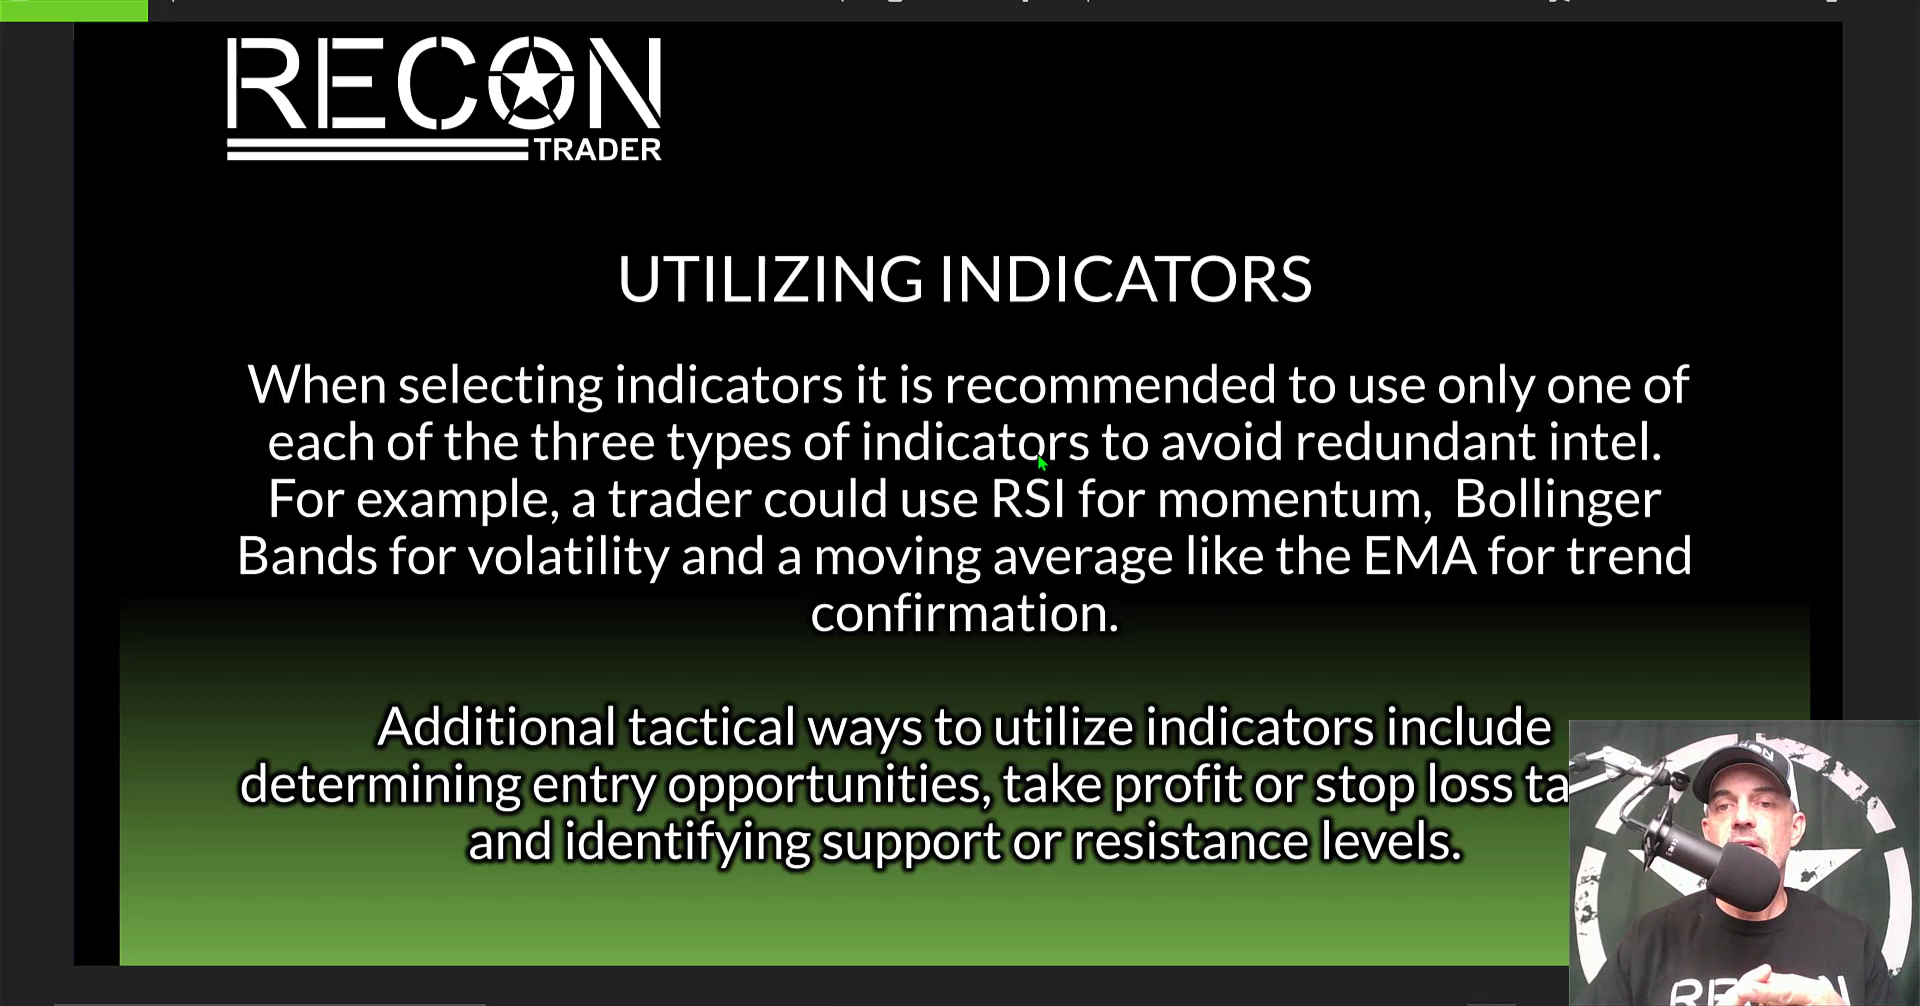 RECON
TRADER
UTILIZING INDICATORS
When selecting indicators it is recommended to use only one of
each of the three types of indicators to avoid redundant intel.
For example, a trader could use RSI for momentum,  Bollinger
Bands for volatility and a moving average like the EMA for trend
confirmation.
Additional tactical ways to utilize indicators include
determining entry opportunities, take profit or stop loss
and identifying support or resistance levels.